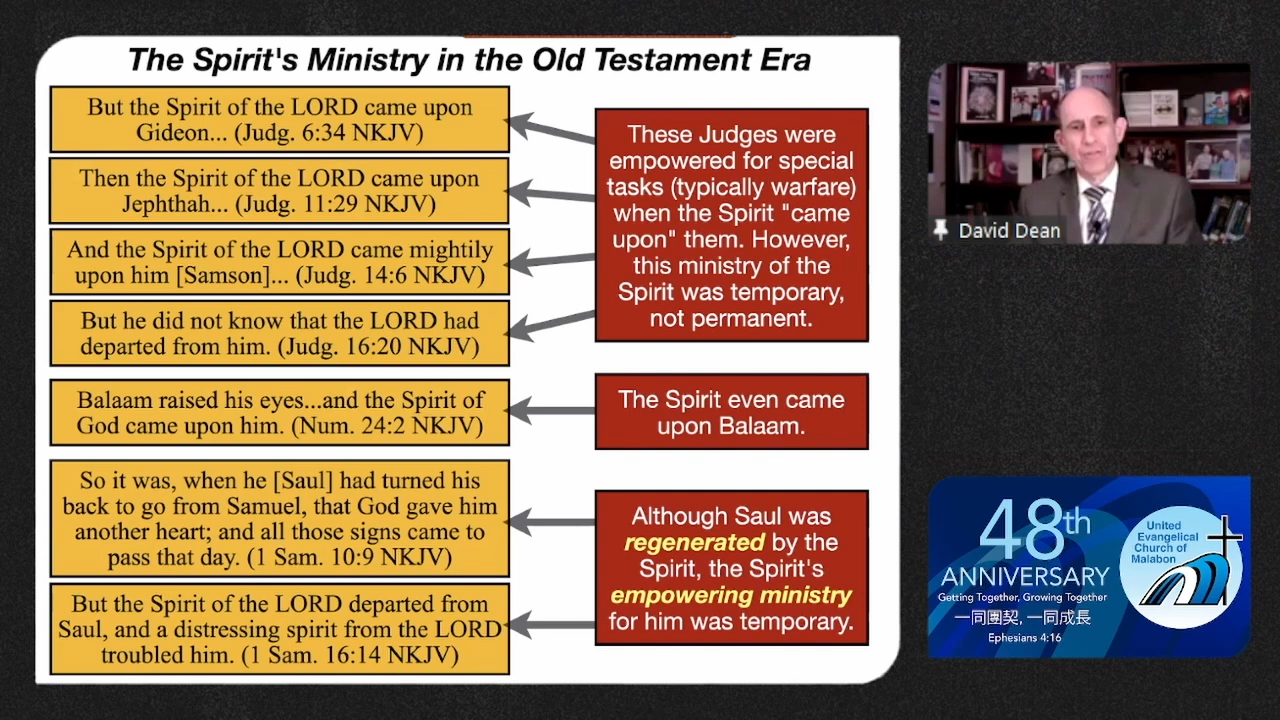 The Spirit's Ministry in the Old Testament Era
But the Spirit of the LORD came upon
Gideon... (Judg. 6:34 NKJV)
Then the Spirit of the LORD came upon
Jephthah... (Judg. 11:29 NKJV)
And the Spirit of the LORD came mightily
upon him [Samson]... (Judg. 14:6 NKJV)
But he did not know that the LORD had
departed from him. (Judg. 16:20 NKJV)
These Judges were
empowered for special
tasks (typically warfare)
when the Spirit "came
upon" them. However,
this ministry of the
Spirit was temporary,
not permanent.
Balaam raised his eyes...and the Spirit of
God came upon him. (Num. 24:2 NKJV)
The Spirit even came
upon Balaam.
So it was, when he [Saul] had turned his
back to go from Samuel, that God gave him
another heart; and all those signs came to
pass that day. (1 Sam. 10:9 NKJV)
But the Spirit of the LORD departed from
Saul, and a distressing spirit from the LORD
troubled him. (1 Sam. 16:14 NKJV)
Although Saul was
regenerated by the
Spirit, the Spirit's
empowering ministry
for him was temporary.
David Dean
48th
ANNIVERSARY
Getting Together, Growing Together
一同團契, 一同成長
Ephesians 4:16
United
Evangelical
Church of
Malabon